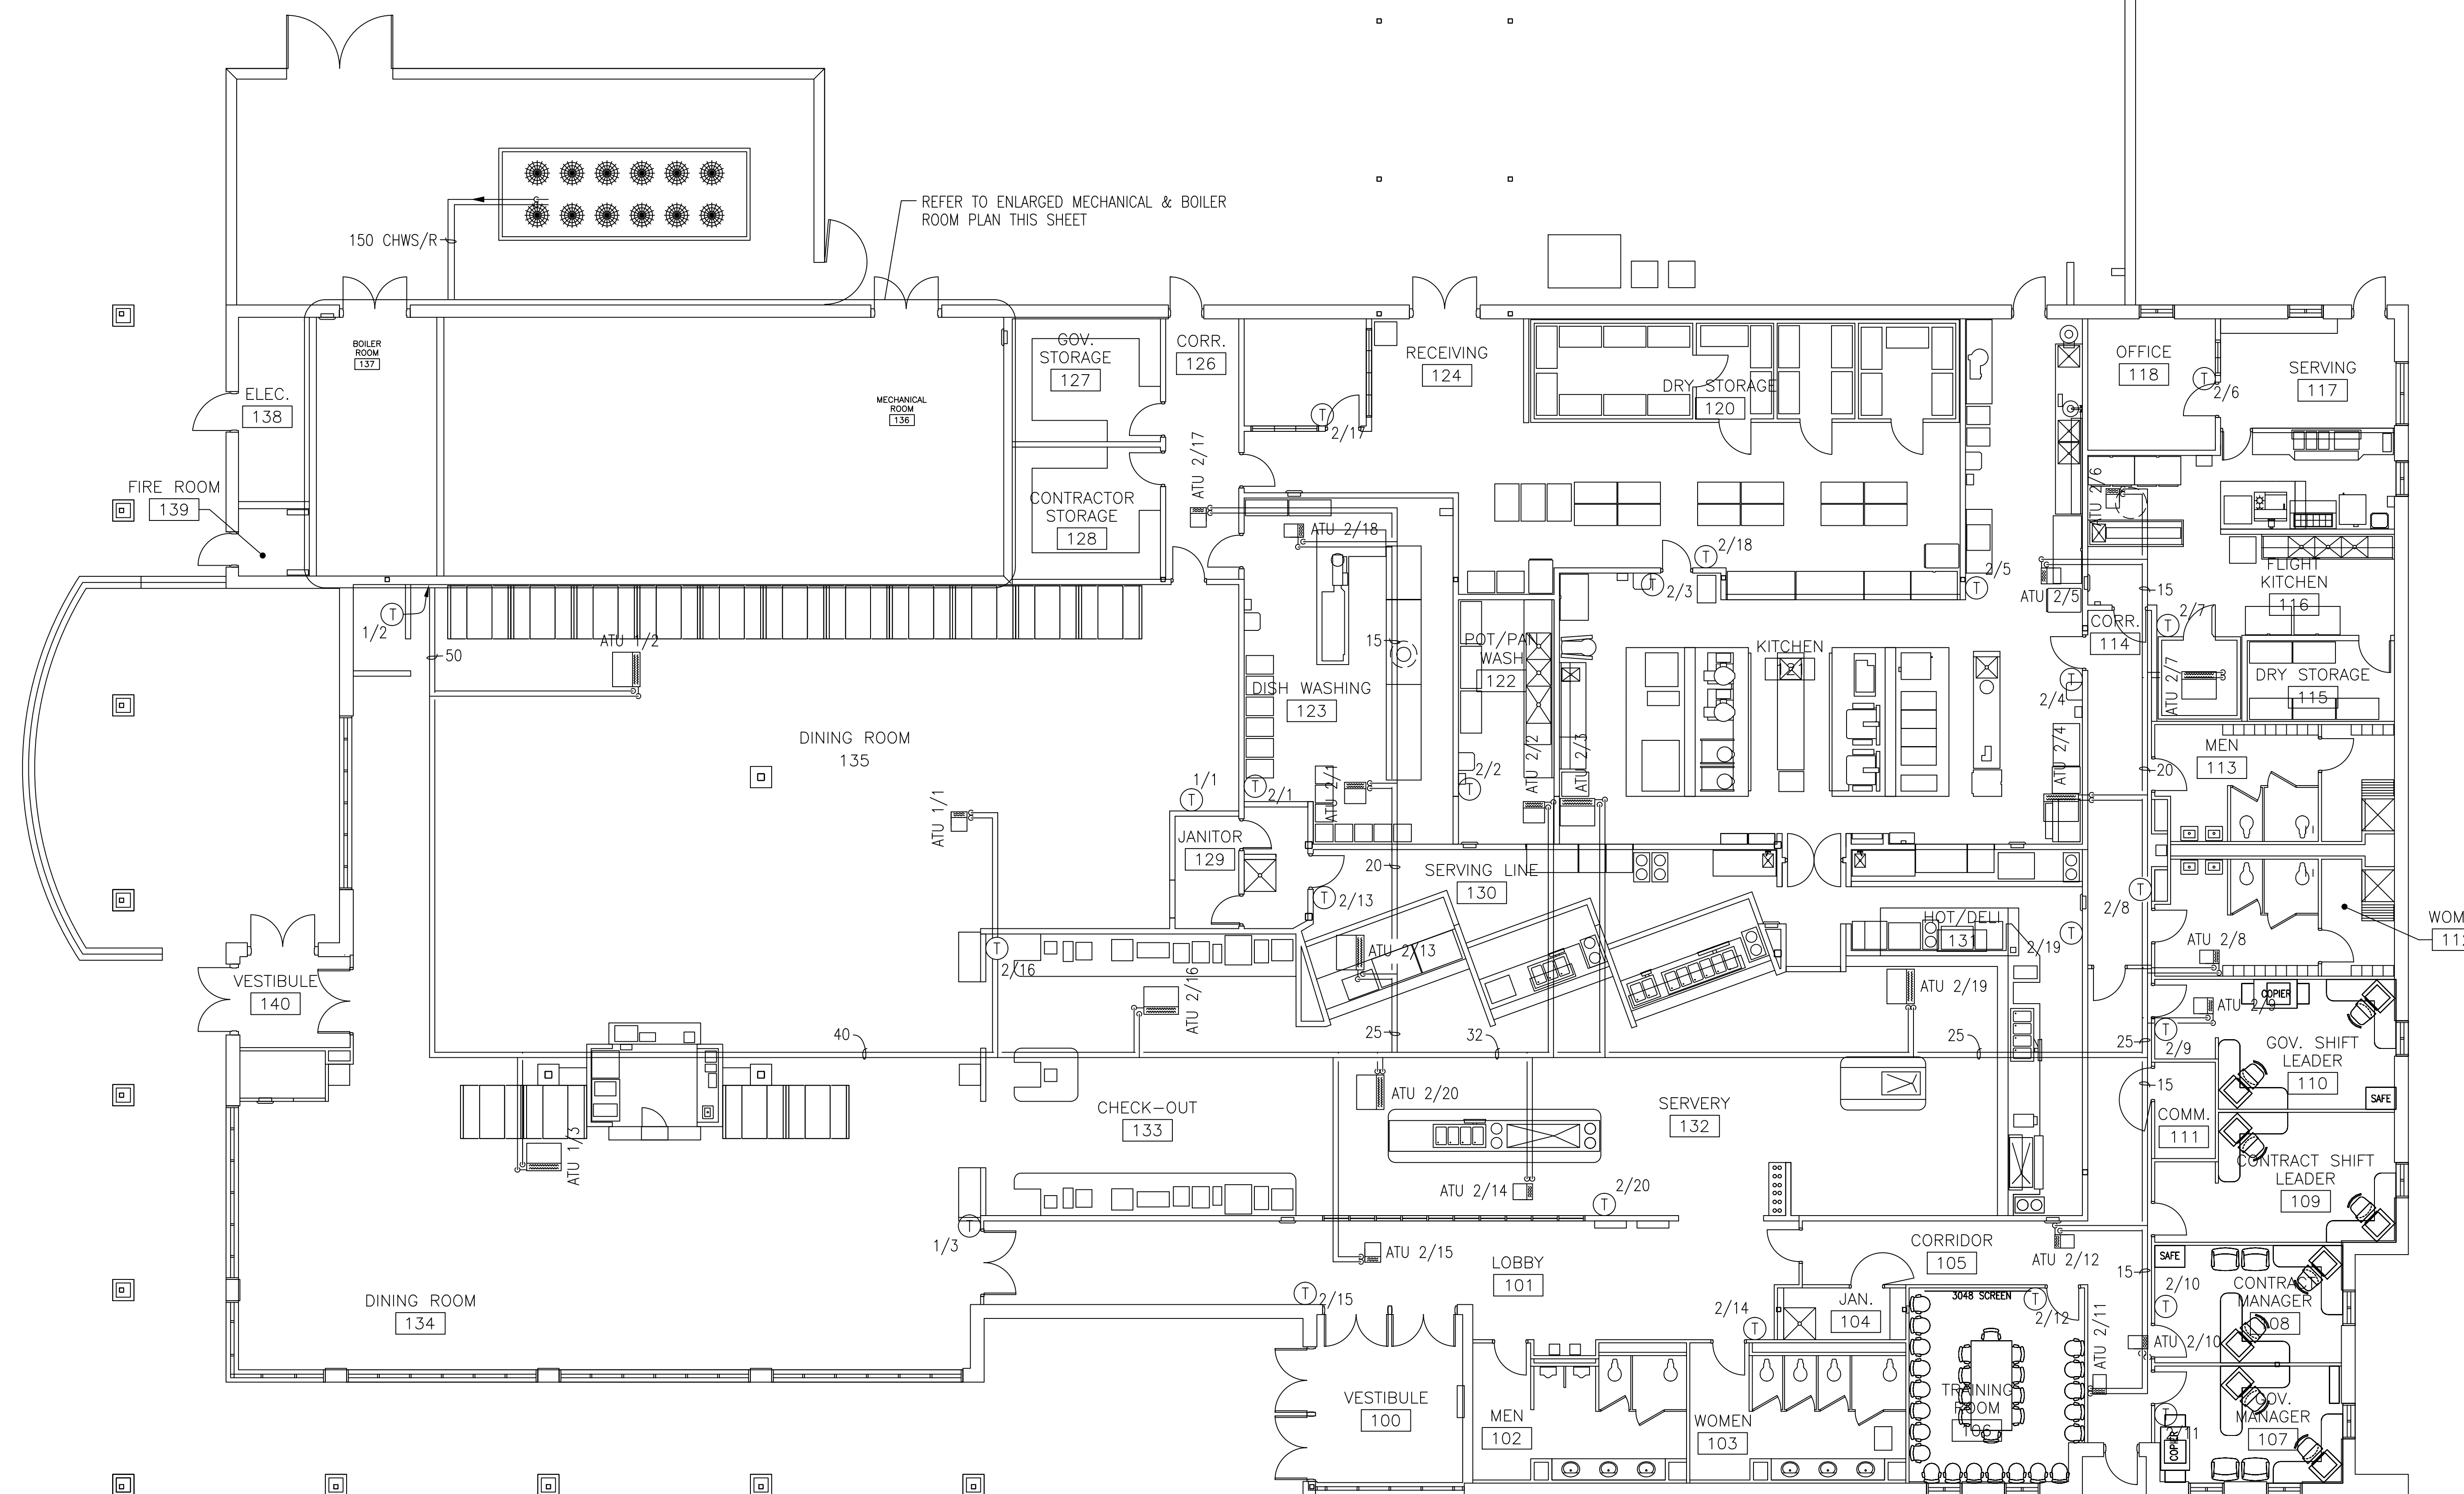 150 CHWS/R
REFER TO ENLARGED MECHANICAL & BOILER
ROOM PLAN THIS SHEET
BOILER
ROOM
137
MECHANICAL
ROOM
136
ELEC.
138
FIRE ROOM
139
GOV.
STORAGE
127
CONTRACTOR
STORAGE
128
CORR.
126
ATU 2/17
T
2/17
RECEIVING
124
DRY STORAGE
120
OFFICE
118
T
2/6
SERVING
117
ATU 2/6
FLIGHT
KITCHEN
116
ATU 2/18
T
2/18
T
2/3
T
2/5
ATU 2/5
15
CORR.
114
T
2/7
ATU 2/7
DRY STORAGE
115
T
1/2
50
ATU 1/2
DINING ROOM
135
DISH WASHING
123
15
POT/PAN
WASH
122
KITCHEN
T
2/4
ATU 2/4
20
MEN
113
ATU 1/1
T
1/1
T
2/1
ATU 2/1
T
2/2
ATU 2/2
ATU 2/3
JANITOR
129
20
SERVING LINE
130
T
2/13
ATU 2/13
HOT/DELI
131
T
2/19
ATU 2/19
T
2/8
ATU 2/8
WOM
11
T
2/16
ATU 2/16
VESTIBULE
140
40
25
32
25
25
ATU 2/9
T
2/9
COPIER
GOV. SHIFT
LEADER
110
SAFE
15
COMM.
111
CONTRACT SHIFT
LEADER
109
ATU 1/3
CHECK-OUT
133
ATU 2/20
SERVERY
132
ATU 2/14
T
2/20
T
1/3
DINING ROOM
134
ATU 2/15
T
2/15
LOBBY
101
CORRIDOR
105
ATU 2/12
15
SAFE
T
2/10
CONTRACT
MANAGER
108
ATU 2/10
T
2/14
JAN.
104
3048 SCREEN
T
2/12
ATU 2/11
VESTIBULE
100
MEN
102
WOMEN
103
TRAINING
ROOM
106
T
2/11
COPIER
GOV.
MANAGER
107